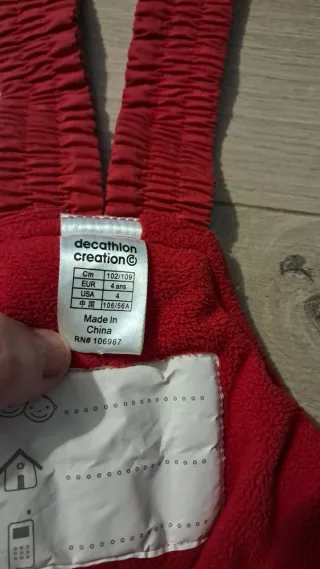 decathlon
creation©
Cm 102/109
EUR 4 ans
USA 4
中国 106/56A
Made In
China
RN# 106987